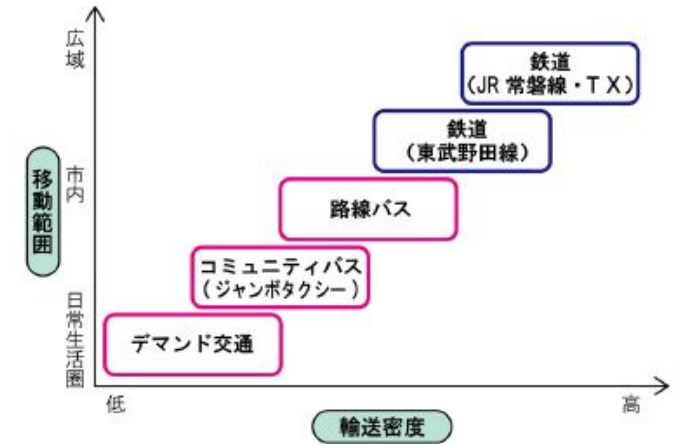 広域
鉄道
(JR 常磐線・TX)
鉄道
(東武野田線)
移動範囲
市内
路線バス
コミュニティバス
(ジャンボタクシー)
日常生活圏
デマンド交通
低
高
輸送密度